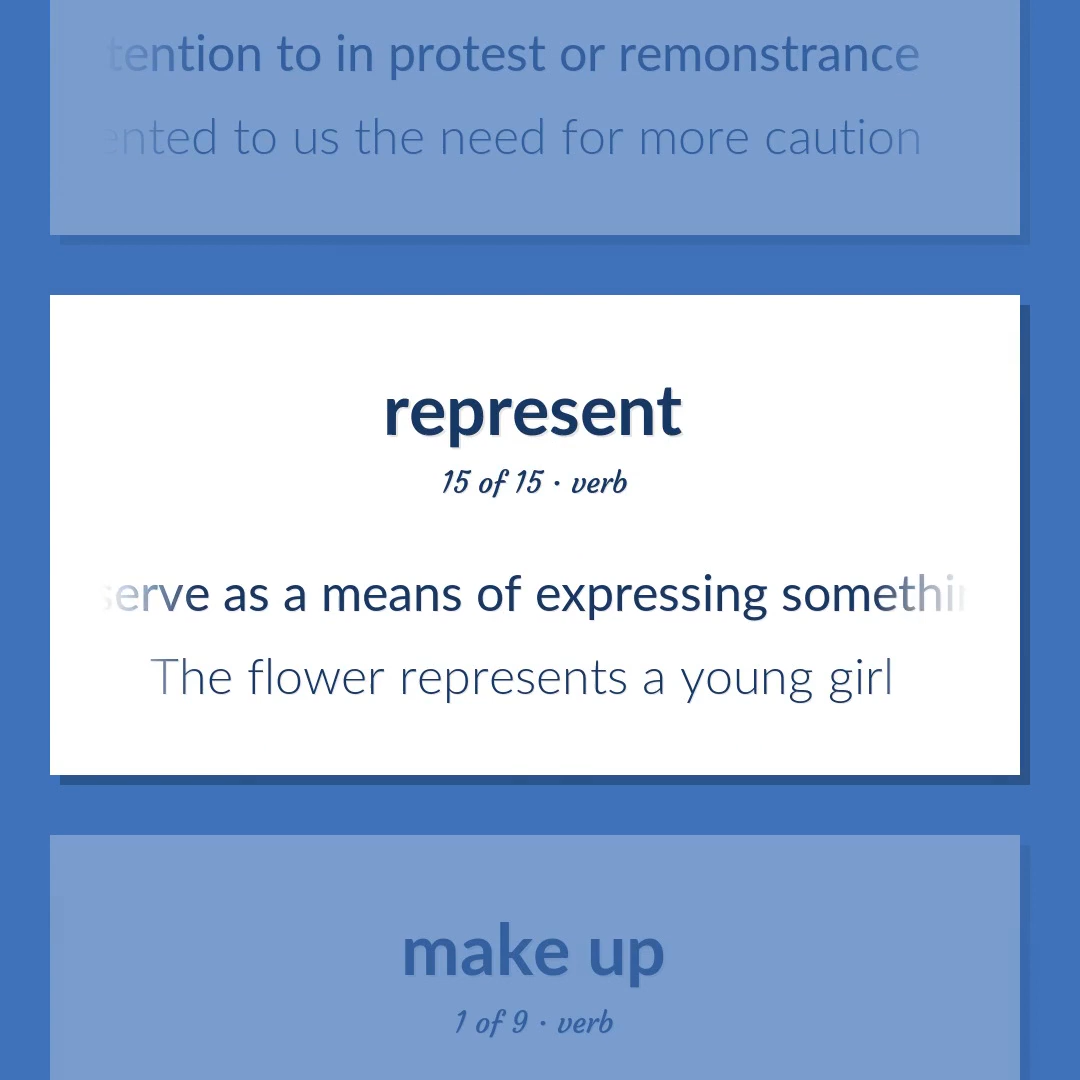 tention to in protest or remonstrance
ented to us the need for more caution
represent
15 of 15 · verb
serve as a means of expressing somethin
The flower represents a young girl
make up
1 of 9 · verb